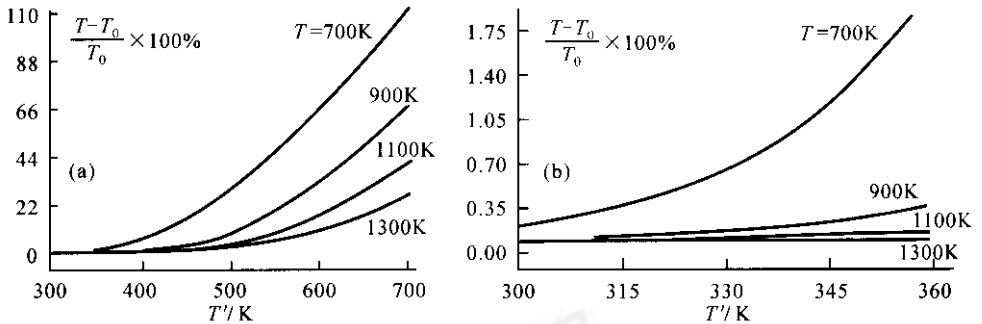 110
88
66
44
22
0
300
400
500
600
700
T′/K
(T−T₀)/T₀ ×100%
(a)
T=700K
900K
1100K
1300K
1.75
1.40
1.05
0.70
0.35
0.00
300
315
330
345
360
T′/K
(T−T₀)/T₀ ×100%
(b)
T=700K
900K
1100K
1300K